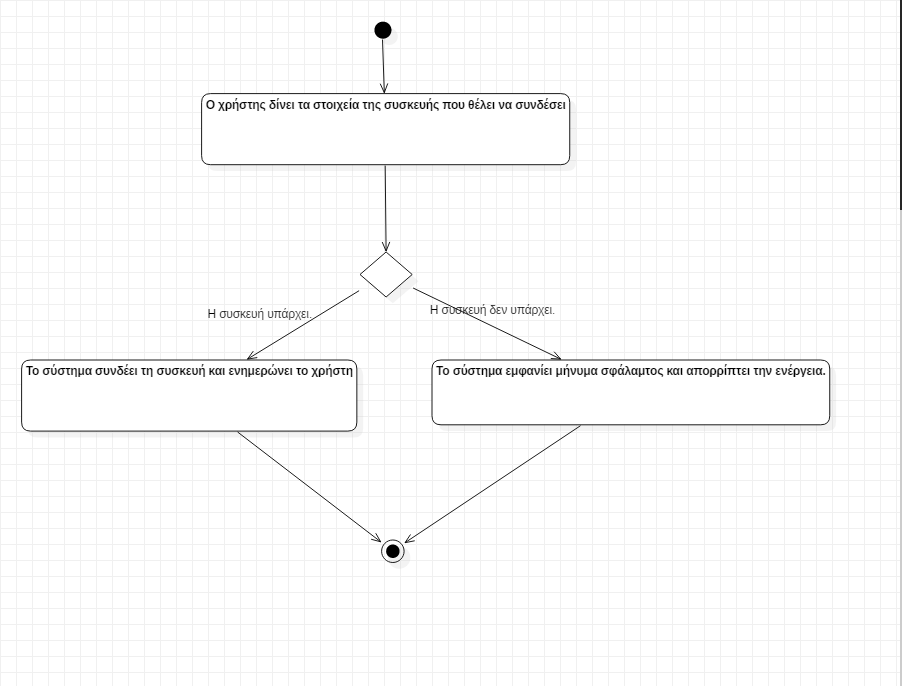 Ο χρήστης δίνει τα στοιχεία της συσκευής που θέλει να συνδέσει
Η συσκευή υπάρχει.
Η συσκευή δεν υπάρχει.
Το σύστημα συνδέει τη συσκευή και ενημερώνει το χρήστη
Το σύστημα εμφανίει μήνυμα σφάλαμτος και απορρίπτει την ενέργεια.